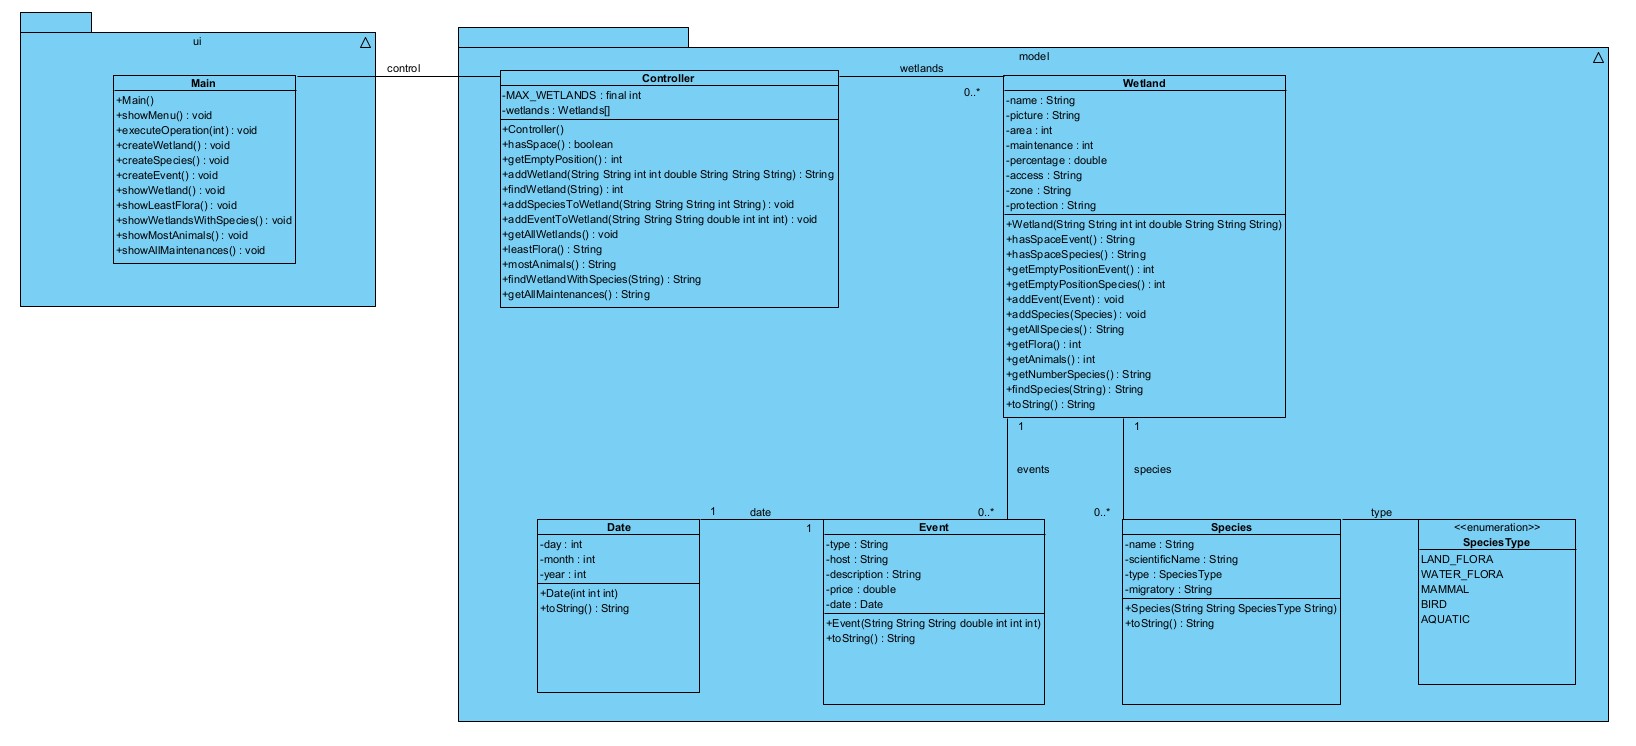 ui
Main
+Main()
+showMenu() : void
+executeOperation(int) : void
+createWetland() : void
+createSpecies() : void
+createEvent() : void
+showWetland() : void
+showLeastFlora() : void
+showWetlandsWithSpecies() : void
+showMostAnimals() : void
+showAllMaintenances() : void
control
model
Controller
-MAX_WETLANDS : final int
-wetlands : Wetlands[]
+Controller()
+hasSpace() : boolean
+getEmptyPosition() : int
+addWetland(String String int int double String String String) : String
+findWetland(String) : int
+addSpeciesToWetland(String String String int String) : void
+addEventToWetland(String String String double int int int) : void
+getAllWetlands() : void
+leastFlora() : String
+mostAnimals() : String
+findWetlandWithSpecies(String) : String
+getAllMaintenances() : String
wetlands
0..*
Wetland
-name : String
-picture : String
-area : int
-maintenance : int
-percentage : double
-access : String
-zone : String
-protection : String
+Wetland(String String int int double String String String)
+hasSpaceEvent() : String
+hasSpaceSpecies() : String
+getEmptyPositionEvent() : int
+getEmptyPositionSpecies() : int
+addEvent(Event) : void
+addSpecies(Species) : void
+getAllSpecies() : String
+getFlora() : int
+getAnimals() : int
+getNumberSpecies() : String
+findSpecies(String) : String
+toString() : String
1
1
events
species
0..*
0..*
Date
-day : int
-month : int
-year : int
+Date(int int int)
+toString() : String
1
date
1
Event
-type : String
-host : String
-description : String
-price : double
-date : Date
+Event(String String String double int int int)
+toString() : String
Species
-name : String
-scientificName : String
-type : SpeciesType
-migratory : String
+Species(String String SpeciesType String)
+toString() : String
type
<<enumeration>>
SpeciesType
LAND_FLORA
WATER_FLORA
MAMMAL
BIRD
AQUATIC